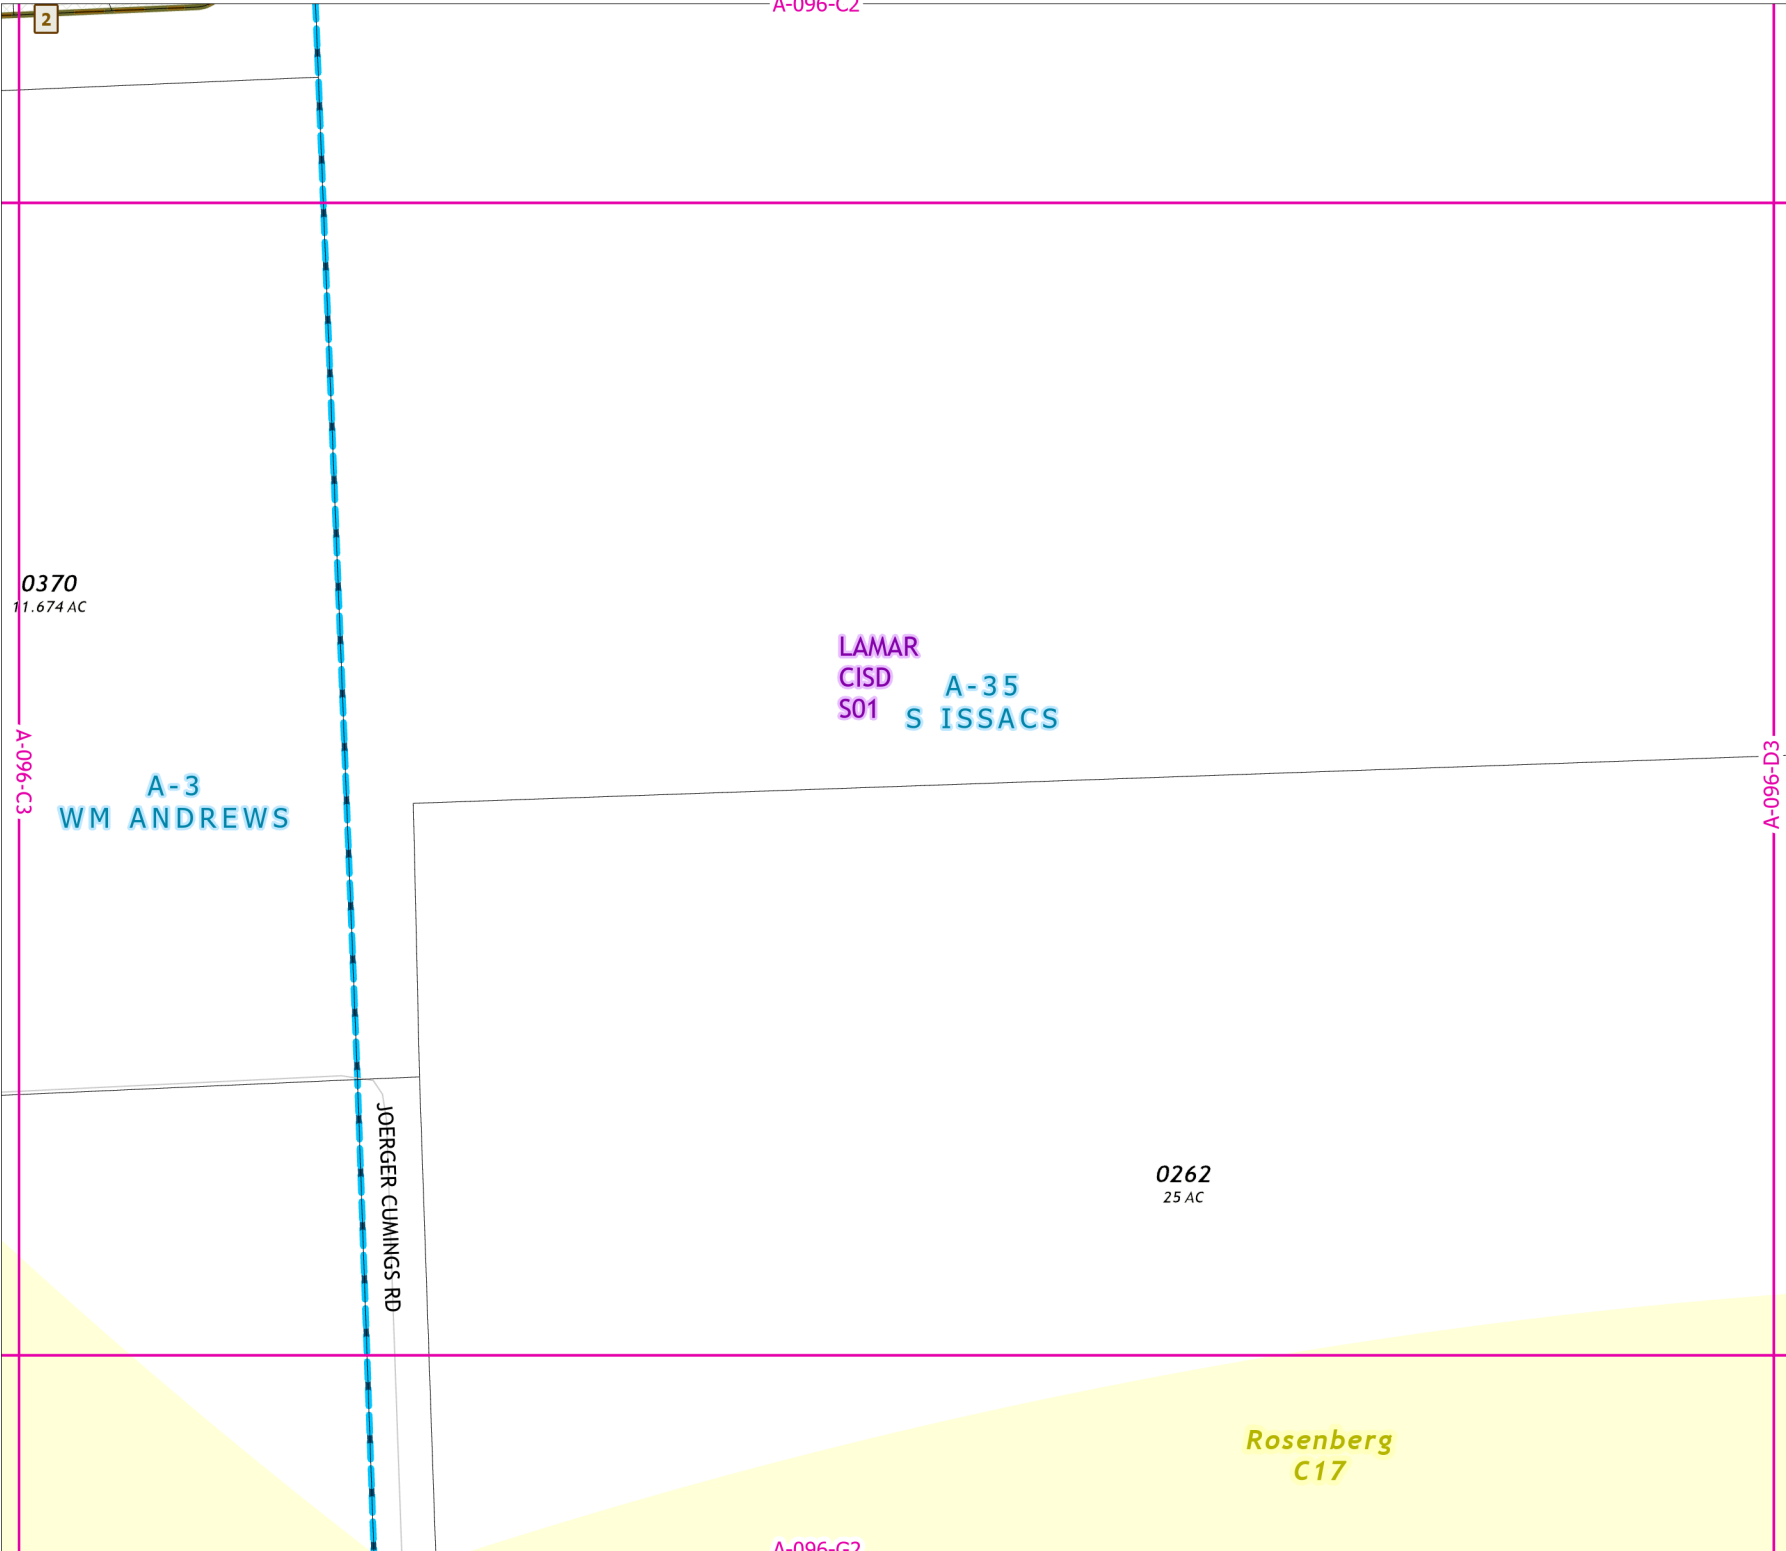 A-096-C2
2
0370
11.674 AC
LAMAR
CISD
S01
A-35
S ISSACS
A-096-C3
A-096-D3
A-3
WM ANDREWS
JOERGER CUMINGS RD
0262
25 AC
Rosenberg
C17
A-096-G2